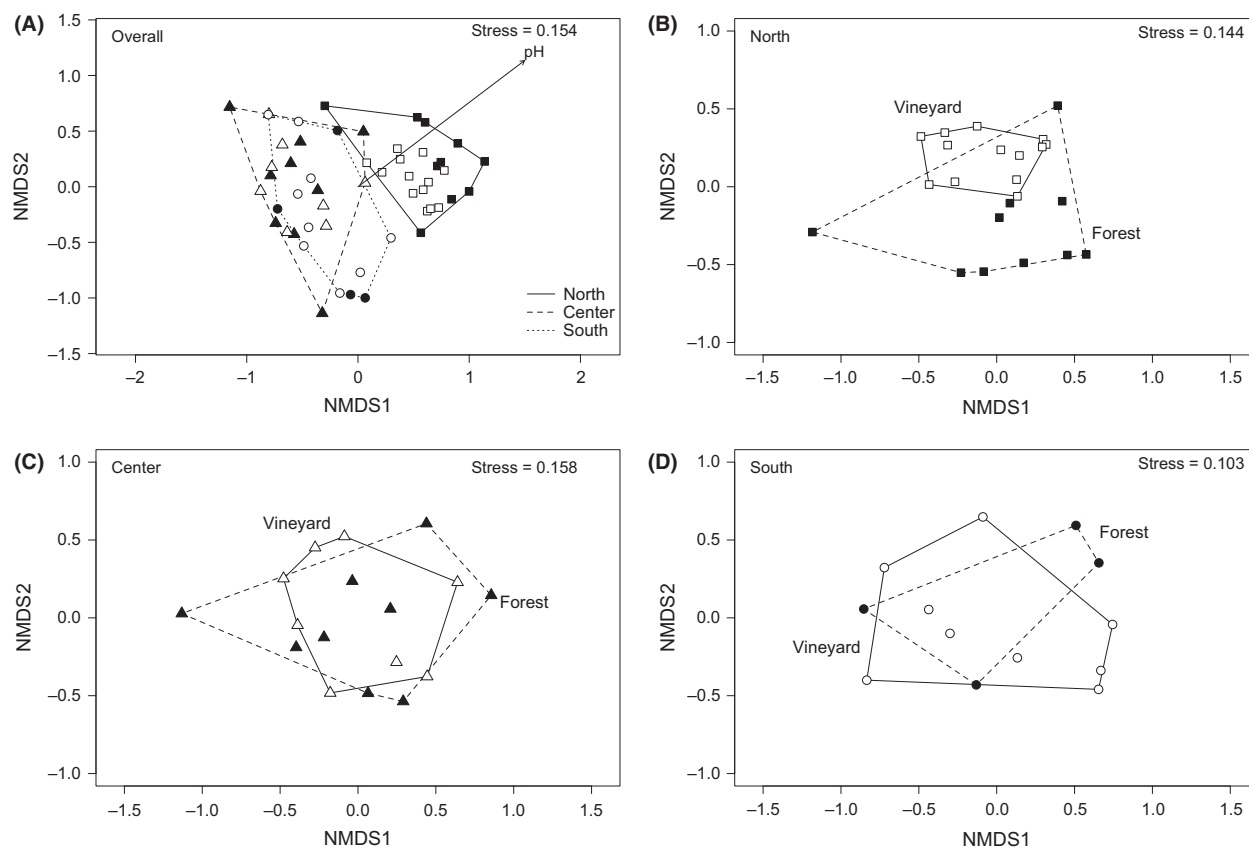 (A)
Overall
Stress = 0.154
pH
1.5
1.0
0.5
0.0
−0.5
−1.0
−1.5
NMDS2
North
Center
South
−2
−1
0
1
2
NMDS1
(B)
North
Stress = 0.144
Vineyard
Forest
1.0
0.5
0.0
−0.5
−1.0
NMDS2
−1.5
−1.0
−0.5
0.0
0.5
1.0
1.5
NMDS1
(C)
Center
Stress = 0.158
Vineyard
Forest
1.0
0.5
0.0
−0.5
−1.0
NMDS2
−1.5
−1.0
−0.5
0.0
0.5
1.0
1.5
NMDS1
(D)
South
Stress = 0.103
Forest
Vineyard
1.0
0.5
0.0
−0.5
−1.0
NMDS2
−1.5
−1.0
−0.5
0.0
0.5
1.0
1.5
NMDS1